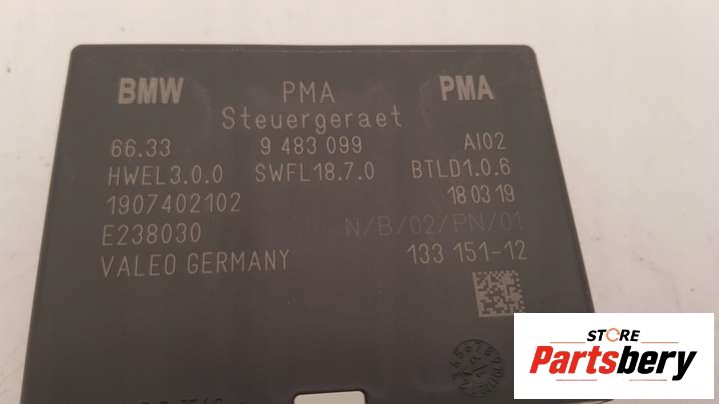 BMW PMA PMA
Steuergeraet
66.33 9 483 099 AI02
HWEL3.0.0 SWFL18.7.0 BTLD1.0.6
1907402102 18 03 19
E238030 N/B/02/PN/01
VALEO GERMANY 133 151-12
STORE
Partsbery